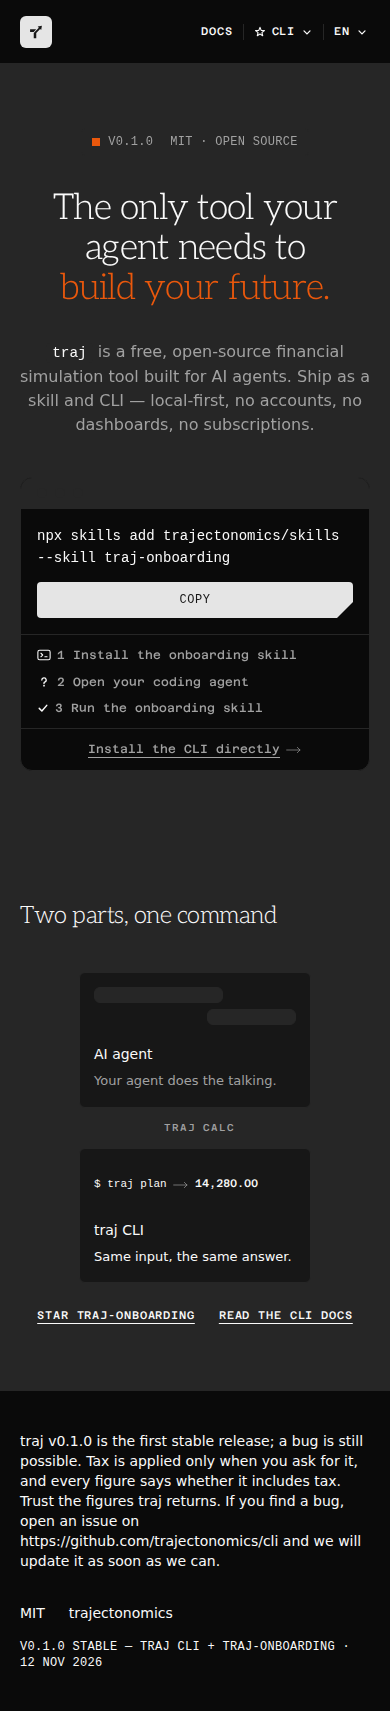 DOCS CLI EN
V0.1.0 MIT · OPEN SOURCE
The only tool your
agent needs to
build your future.
traj is a free, open-source financial
simulation tool built for AI agents. Ship as a
skill and CLI — local-first, no accounts, no
dashboards, no subscriptions.
npx skills add trajectonomics/skills
--skill traj-onboarding
COPY
1 Install the onboarding skill
? 2 Open your coding agent
3 Run the onboarding skill
Install the CLI directly →
Two parts, one command
AI agent
Your agent does the talking.
TRAJ CALC
$ traj plan → 14,280.00
traj CLI
Same input, the same answer.
STAR TRAJ-ONBOARDING READ THE CLI DOCS
traj v0.1.0 is the first stable release; a bug is still
possible. Tax is applied only when you ask for it,
and every figure says whether it includes tax.
Trust the figures traj returns. If you find a bug,
open an issue on
https://github.com/trajectonomics/cli and we will
update it as soon as we can.
MIT trajectonomics
V0.1.0 STABLE — TRAJ CLI + TRAJ-ONBOARDING ·
12 NOV 2026